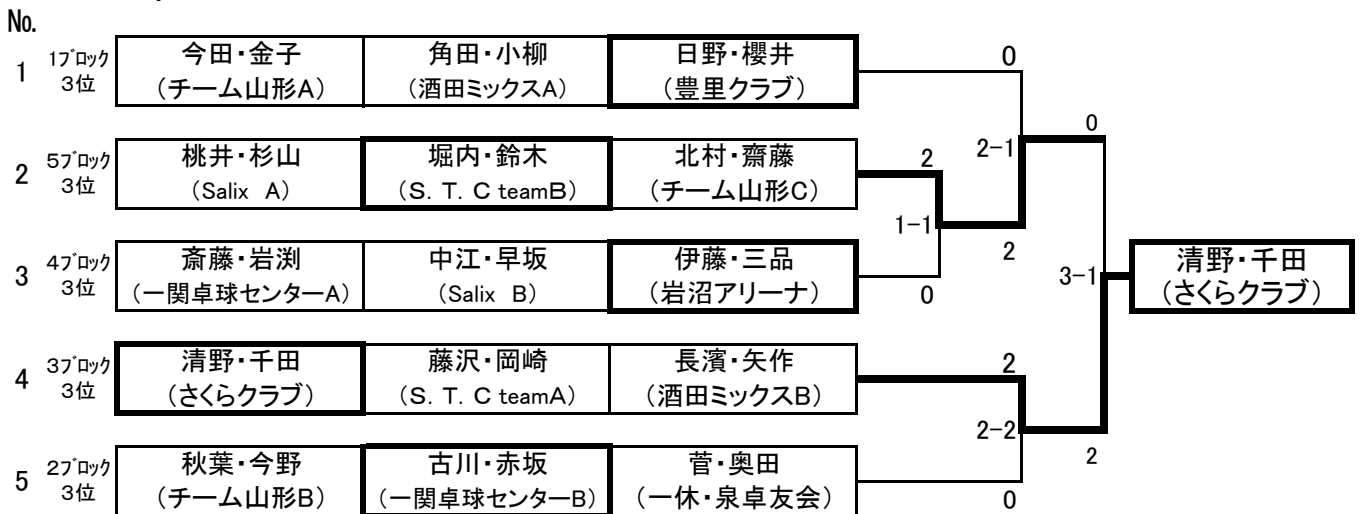 No.
1 1ブロック 3位 今田・金子 (チーム山形A) 角田・小柳 (酒田ミックスA) 日野・櫻井 (豊里クラブ) 0
0
2 5ブロック 3位 桃井・杉山 (Salix A) 堀内・鈴木 (S.T.C teamB) 北村・齋藤 (チーム山形C) 2 2-1
1-1
2
3 4ブロック 3位 斎藤・岩渕 (一関卓球センターA) 中江・早坂 (Salix B) 伊藤・三品 (岩沼アリーナ) 0 3-1 清野・千田 (さくらクラブ)
4 3ブロック 3位 清野・千田 (さくらクラブ) 藤沢・岡崎 (S.T.C teamA) 長濱・矢作 (酒田ミックスB) 2
2-2
2
5 2ブロック 3位 秋葉・今野 (チーム山形B) 古川・赤坂 (一関卓球センターB) 菅・奥田 (一休・泉卓友会) 0